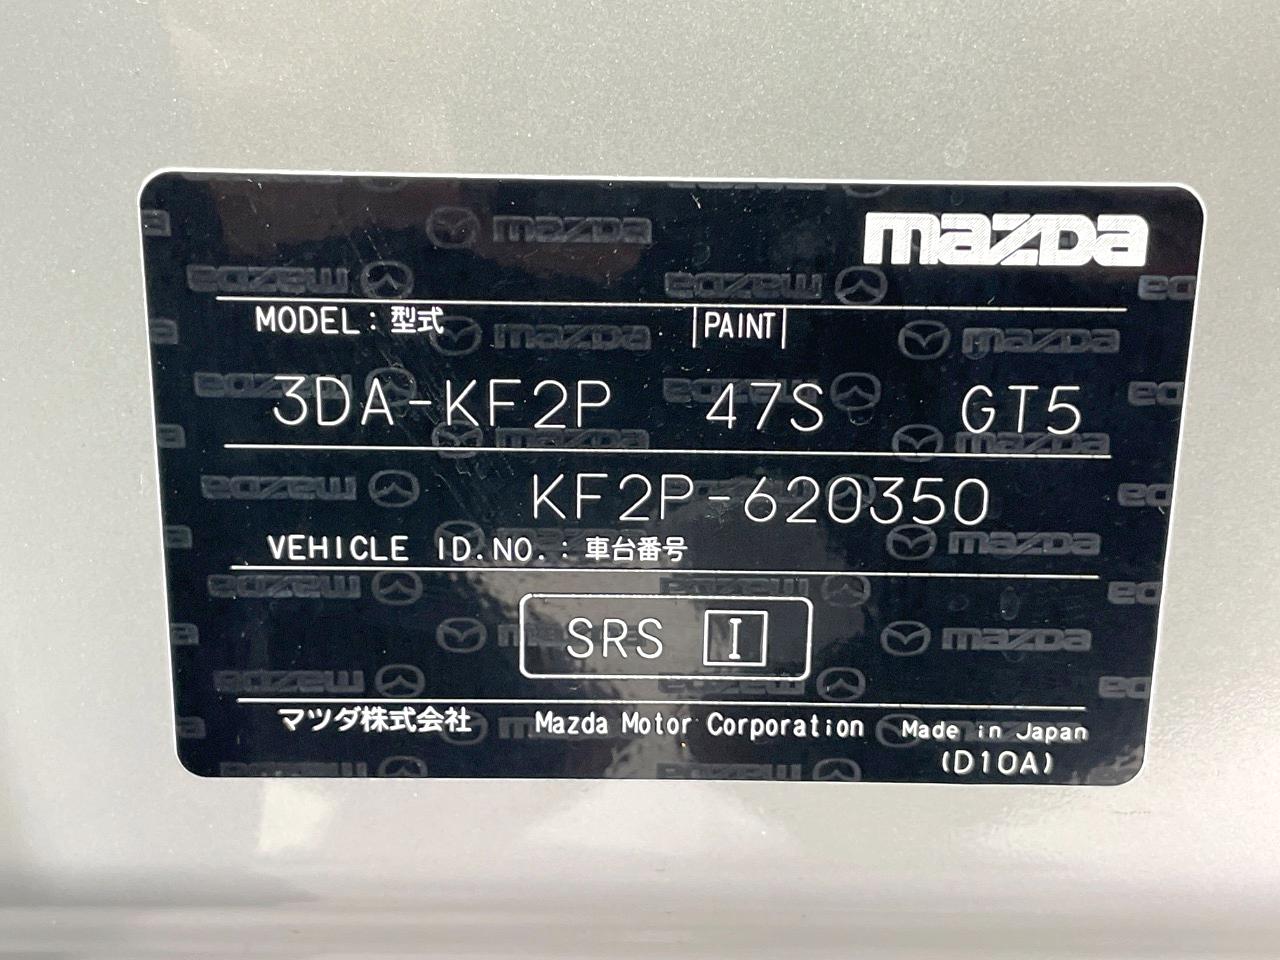 mazda
MODEL : 型式 PAINT
3DA-KF2P 47S GT5
KF2P-620350
VEHICLE ID.NO. : 車台番号
SRS I
マツダ株式会社 Mazda Motor Corporation Made in Japan
(D10A)